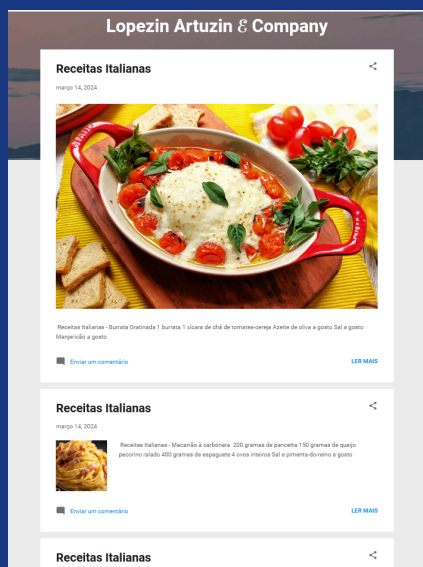 Lopezin Artuzin & Company
Receitas Italianas
março 14, 2024
Receitas Italianas - Burrata Gratinada 1 burrata 1 xícara de chá de tomates-cereja Azeite de oliva a gosto Sal a gosto
Manjericão a gosto
Enviar um comentário
LER MAIS
Receitas Italianas
março 14, 2024
Receitas Italianas - Macarrão à carbonara 200 gramas de pancetta 150 gramas de queijo
pecorino ralado 400 gramas de espaguete 4 ovos inteiros Sal e pimenta-do-reino a gosto
Enviar um comentário
LER MAIS
Receitas Italianas